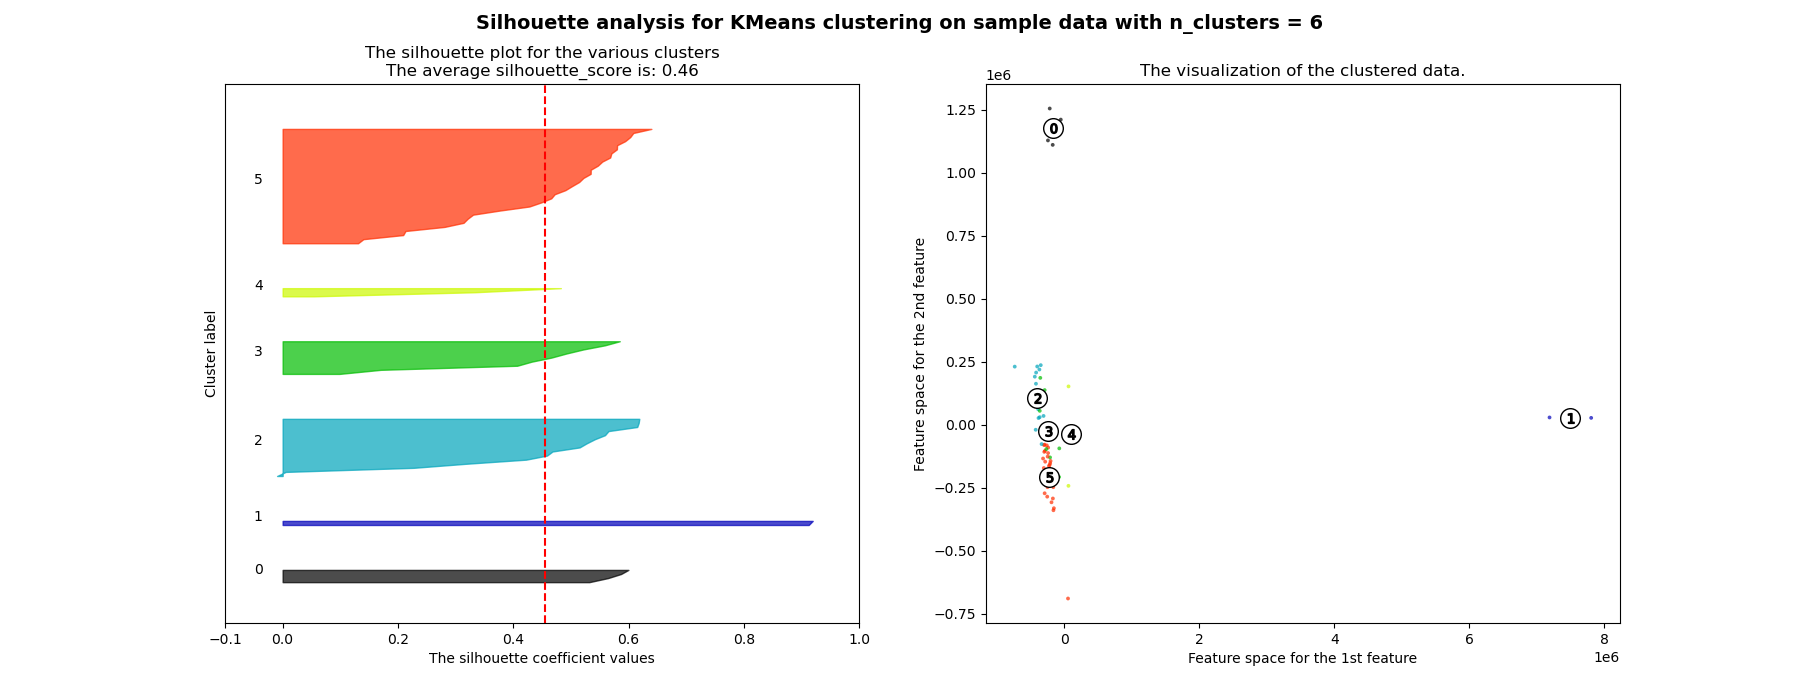 Silhouette analysis for KMeans clustering on sample data with n_clusters = 6
The silhouette plot for the various clusters
The average silhouette_score is: 0.46
5
4
3
2
1
0
Cluster label
−0.1 0.0 0.2 0.4 0.6 0.8 1.0
The silhouette coefficient values
The visualization of the clustered data.
1e6
1.25
1.00
0.75
0.50
0.25
0.00
−0.25
−0.50
−0.75
Feature space for the 2nd feature
0
2
1
3
4
5
0 2 4 6 8
1e6
Feature space for the 1st feature